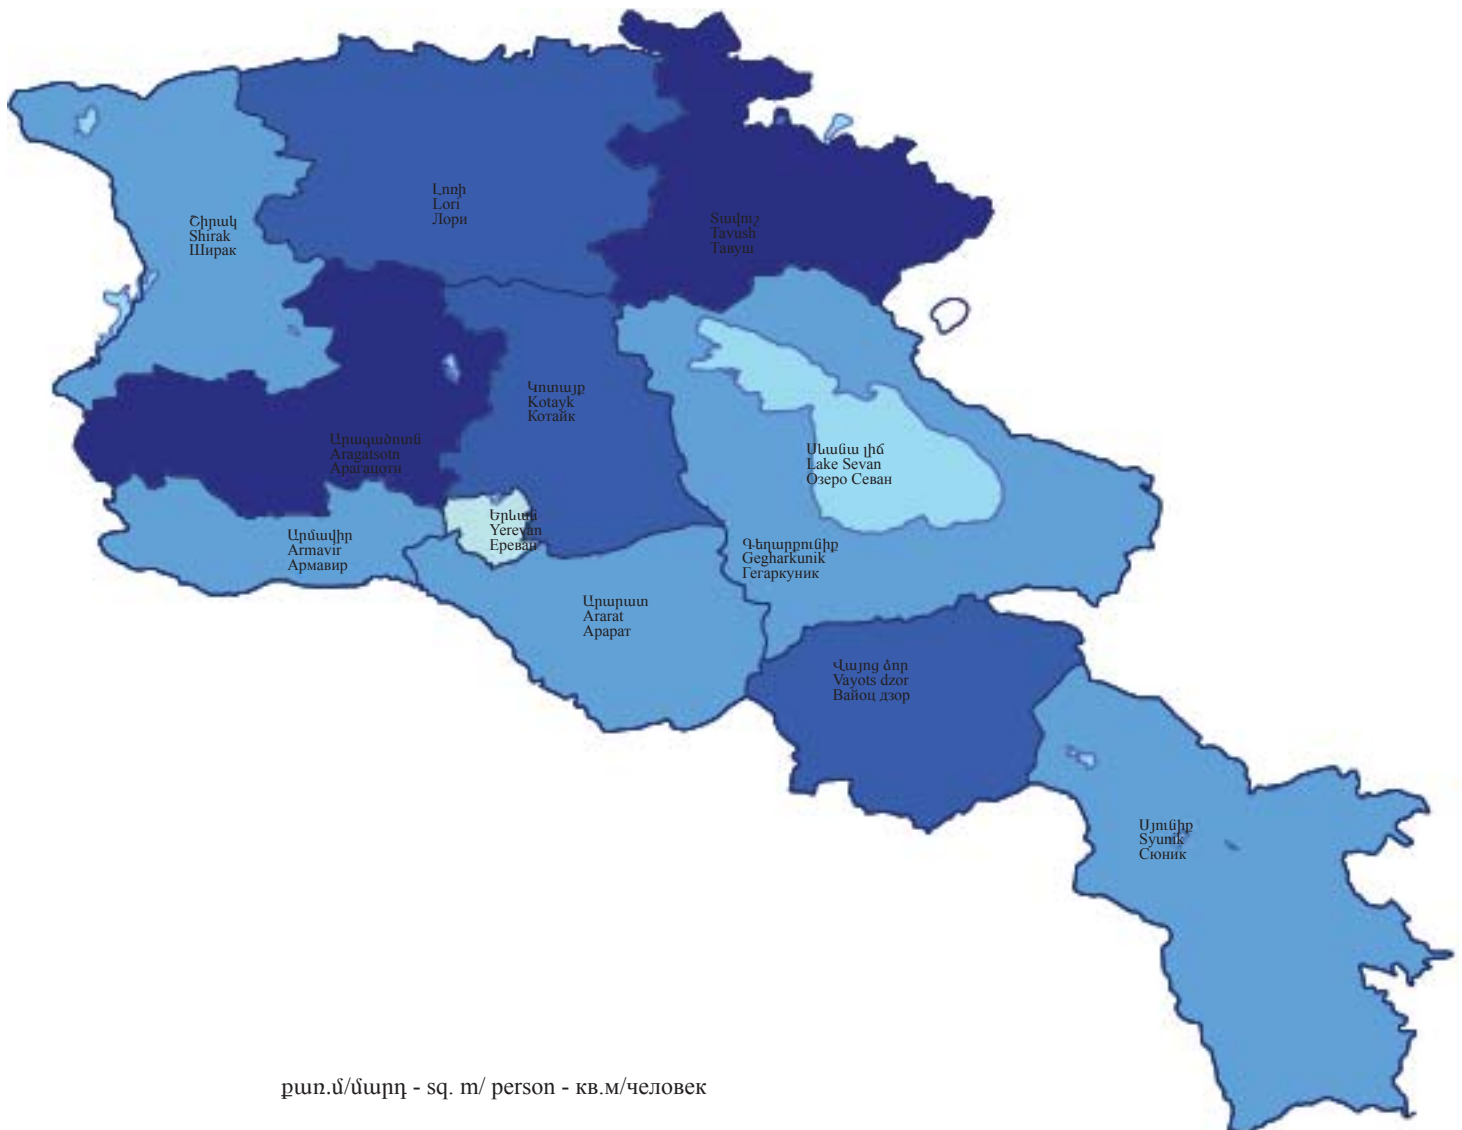 Լոռի
Lori
Лори
Շիրակ
Shirak
Ширак
Տավուշ
Tavush
Тавуш
Կոտայք
Kotayk
Котайк
Արագածոտն
Aragatsotn
Арагацотн
Սևանա լիճ
Lake Sevan
Озеро Севан
Երևան
Yerevan
Ереван
Արմավիր
Armavir
Армавир
Գեղարքունիք
Gegharkunik
Гегаркуник
Արարատ
Ararat
Арарат
Վայոց ձոր
Vayots dzor
Вайоц дзор
Սյունիք
Syunik
Сюник
քառ.մ/մարդ - sq. m/ person - кв.м/человек